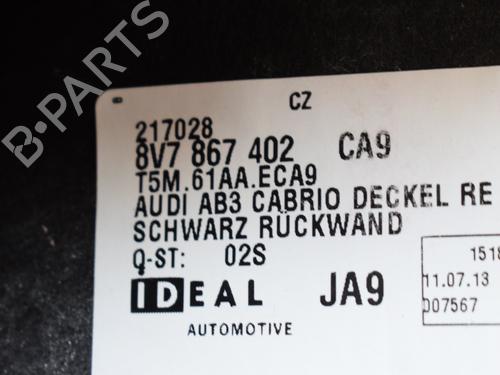 B-PARTS
CZ
217028
8V7 867 402 CA9
T5M.61AA.ECA9
AUDI AB3 CABRIO DECKEL RE
SCHWARZ RÜCKWAND
Q-ST: 02S
IDEAL JA9
AUTOMOTIVE
1518
11.07.13
007567